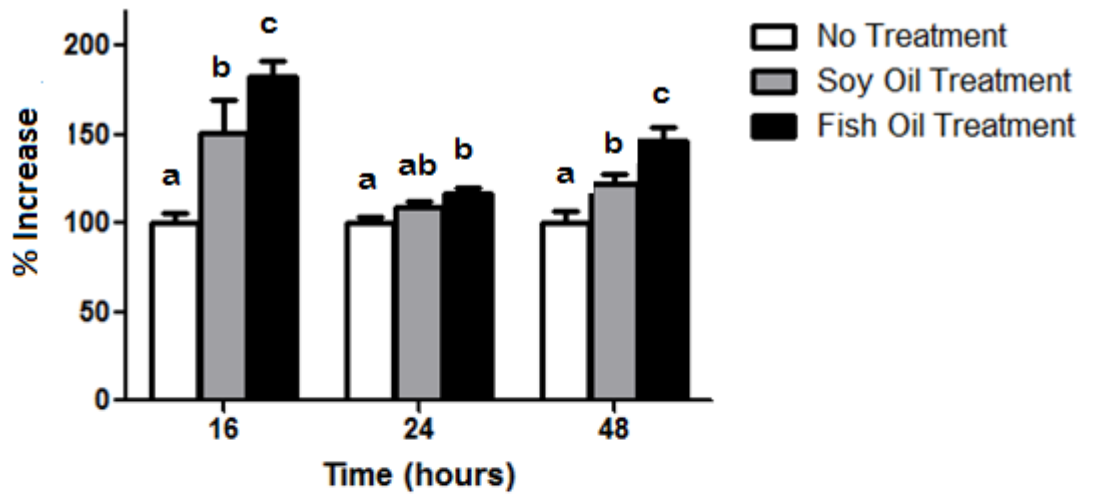 % Increase
200
150
100
50
0
a
b
c
a
ab
b
a
b
c
16
24
48
Time (hours)
No Treatment
Soy Oil Treatment
Fish Oil Treatment